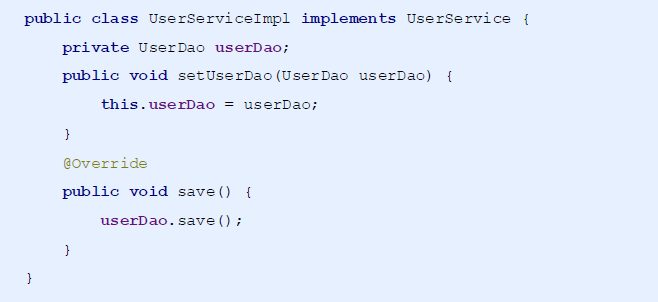 public class UserServiceImpl implements UserService {
    private UserDao userDao;
    public void setUserDao(UserDao userDao) {
        this.userDao = userDao;
    }
    @Override
    public void save() {
        userDao.save();
    }
}